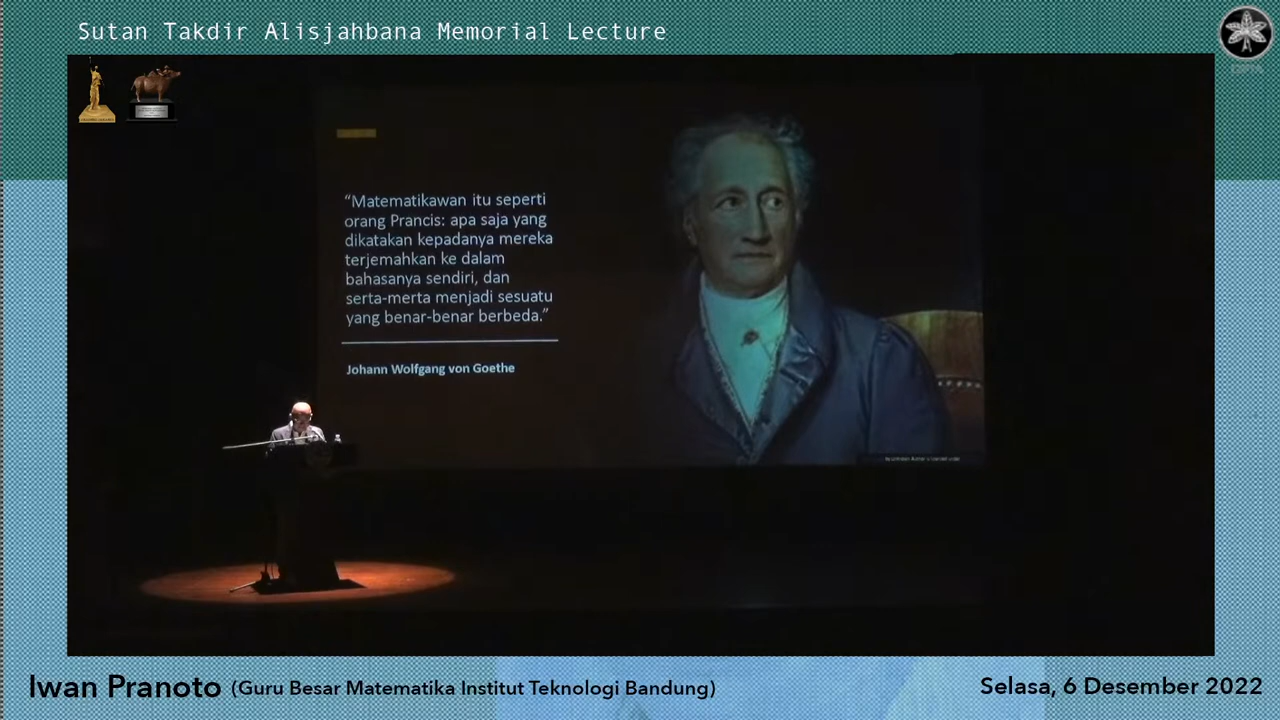 Sutan Takdir Alisjahbana Memorial Lecture
“Matematikawan itu seperti
orang Prancis: apa saja yang
dikatakan kepadanya mereka
terjemahkan ke dalam
bahasanya sendiri, dan
serta-merta menjadi sesuatu
yang benar-benar berbeda.”
Johann Wolfgang von Goethe
Iwan Pranoto (Guru Besar Matematika Institut Teknologi Bandung)
Selasa, 6 Desember 2022